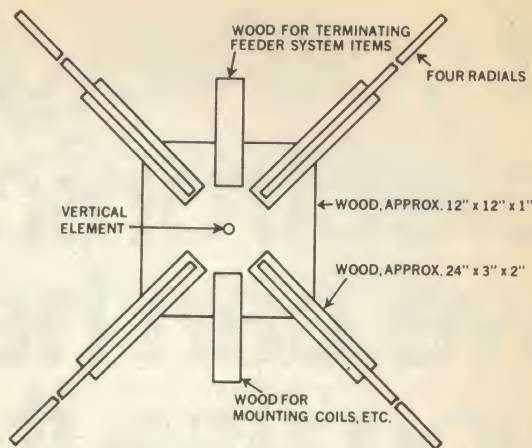 WOOD FOR TERMINATING
FEEDER SYSTEM ITEMS
FOUR RADIALS
VERTICAL
ELEMENT
WOOD, APPROX. 12" x 12" x 1"
WOOD, APPROX. 24" x 3" x 2"
WOOD FOR
MOUNTING COILS, ETC.